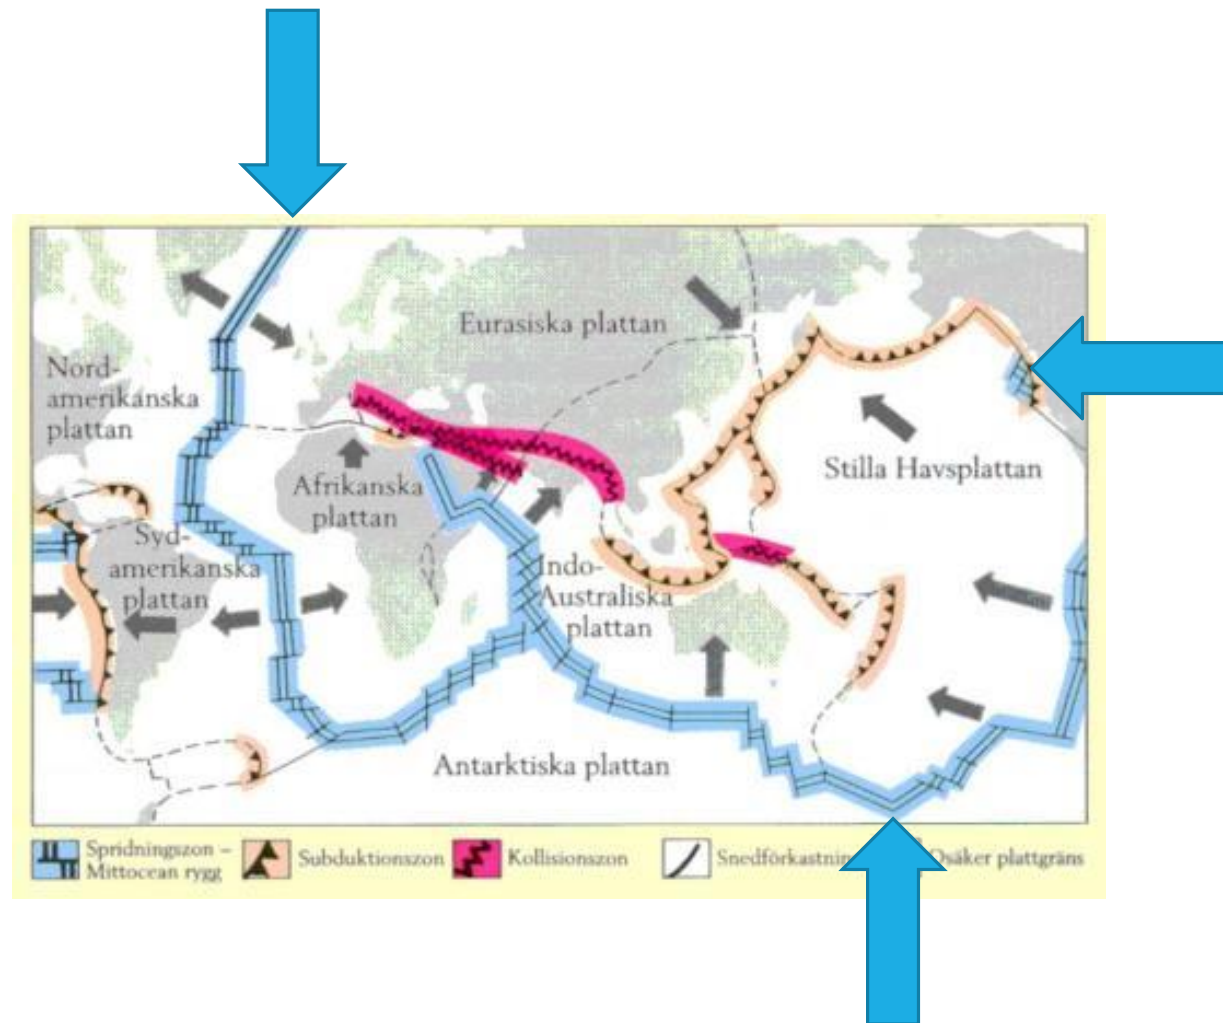 Eurasiska plattan
Nord-
amerikanska
plattan
Stilla Havsplattan
Afrikanska
plattan
Syd-
amerikanska
plattan
Indo-
Australiska
plattan
Antarktiska plattan
Spridningszon –
Mittocean rygg
Subduktionszon
Kollisionszon
Osäker plattgräns